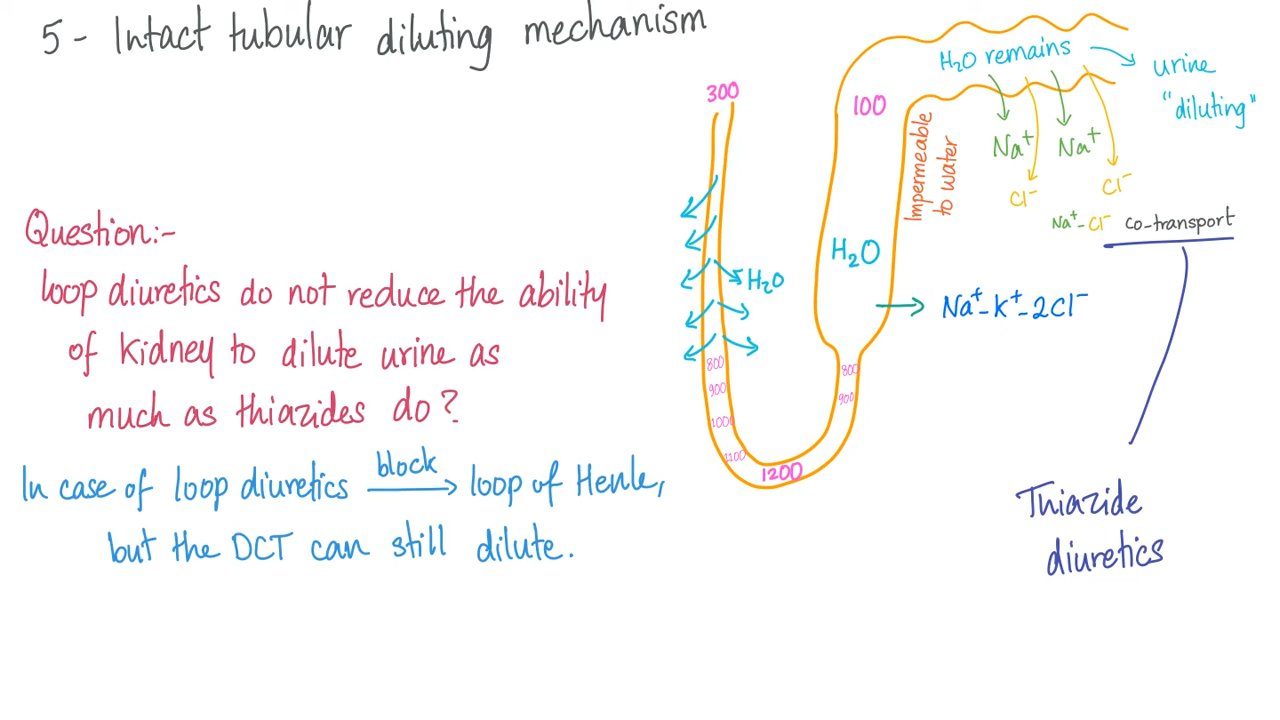 5- Intact tubular diluting mechanism
Question:-
loop diuretics do not reduce the ability
of kidney to dilute urine as
much as thiazides do?
In case of loop diuretics block → loop of Henle,
but the DCT can still dilute.
300
H₂O
800
900
1000
1100
1200
800
900
H₂O
100
Impermeable
to water
H₂O remains
urine
"diluting"
Na⁺ Na⁺
Cl⁻ Cl⁻
Na⁺-Cl⁻ co-transport
Na⁺-K⁺-2Cl⁻
Thiazide
diuretics